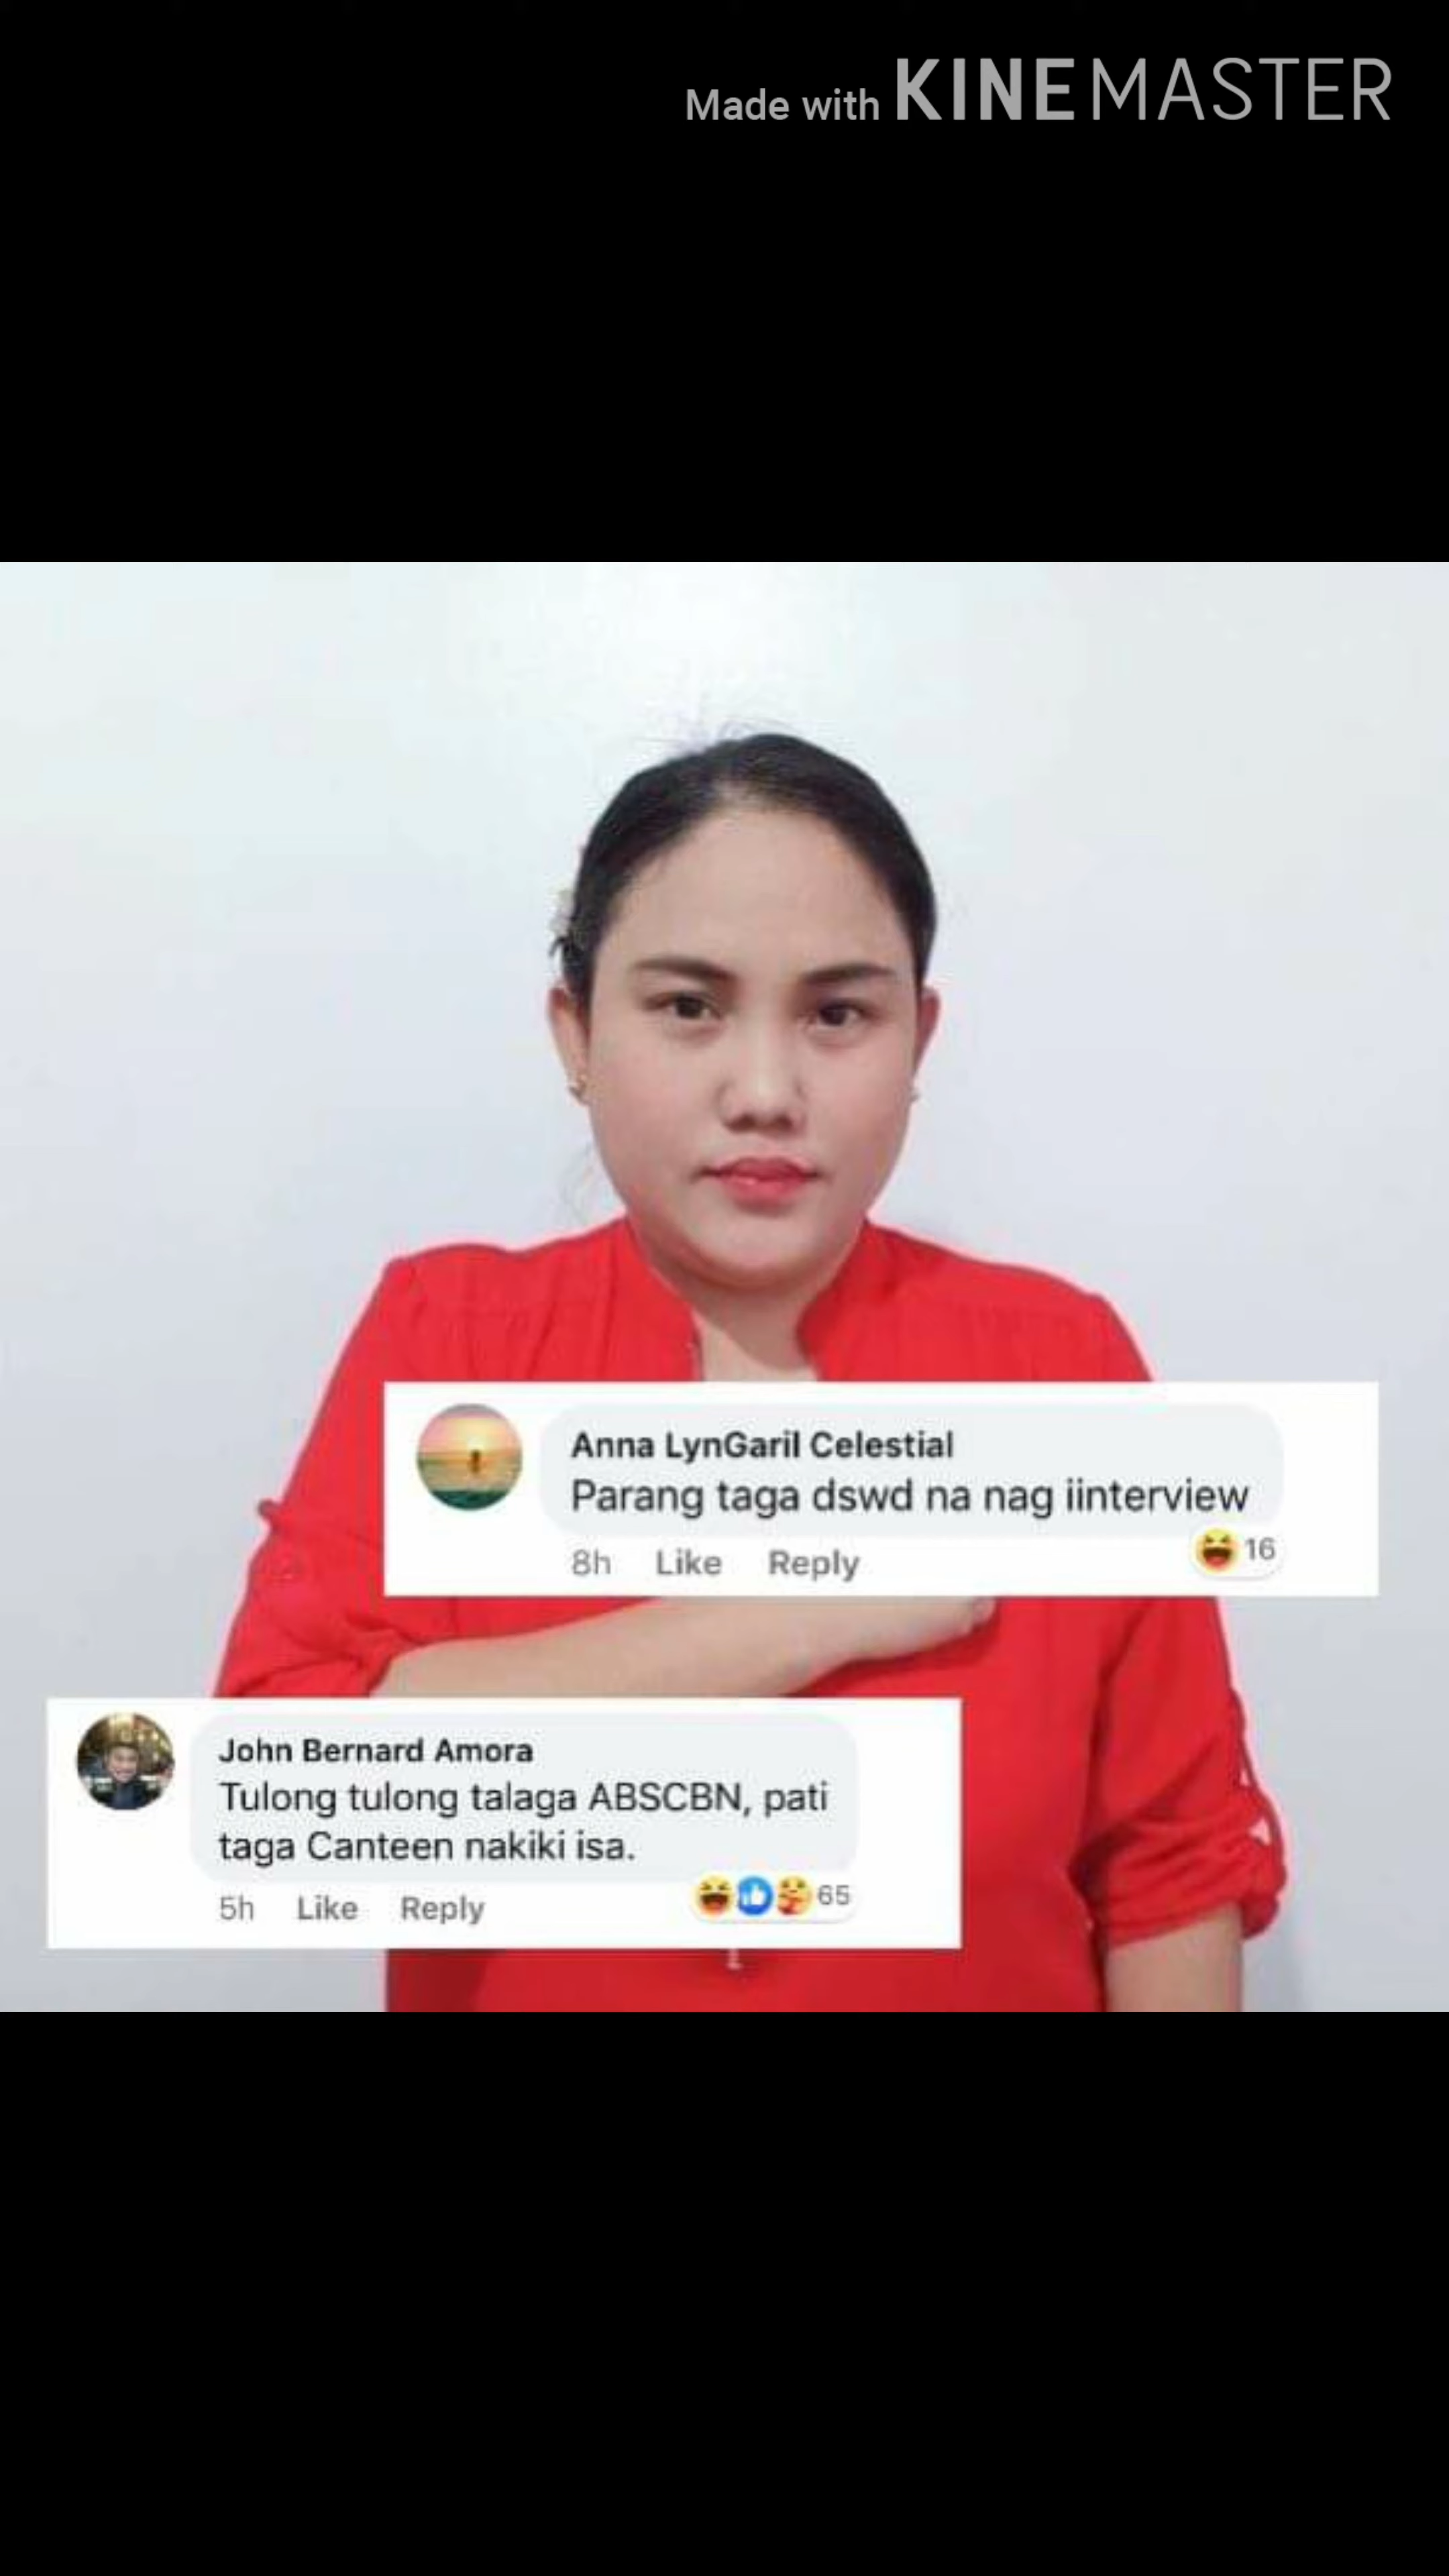 Made with KINEMASTER
Anna LynGaril Celestial
Parang taga dswd na nag iinterview
8h Like Reply 16
John Bernard Amora
Tulong tulong talaga ABSCBN, pati
taga Canteen nakiki isa.
5h Like Reply 65